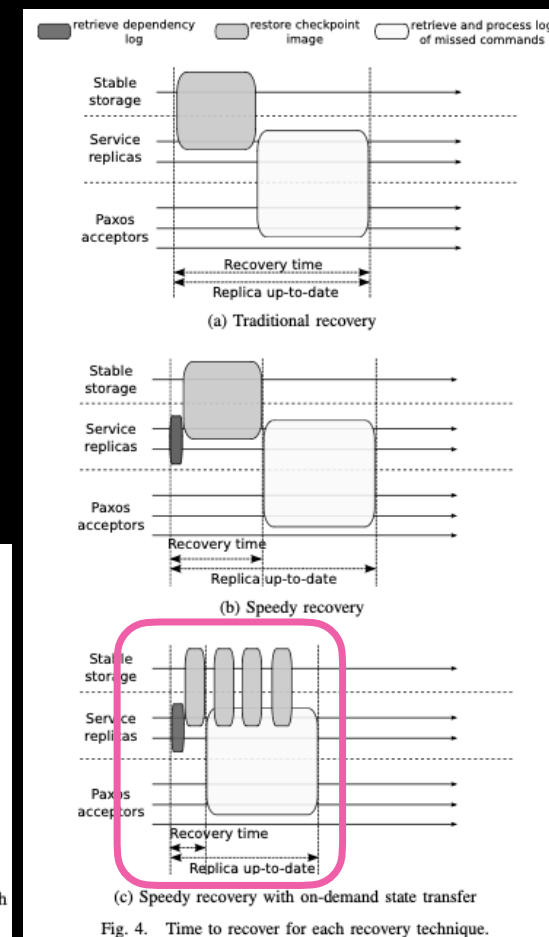 retrieve dependency
log
restore checkpoint
image
retrieve and process log
of missed commands
Stable
storage
Service
replicas
Paxos
acceptors
Recovery time
Replica up-to-date
(a) Traditional recovery
Stable
storage
Service
replicas
Paxos
acceptors
Recovery time
Replica up-to-date
(b) Speedy recovery
Stable
storage
Service
replicas
Paxos
acceptors
Recovery time
Replica up-to-date
h
(c) Speedy recovery with on-demand state transfer
Fig. 4. Time to recover for each recovery technique.